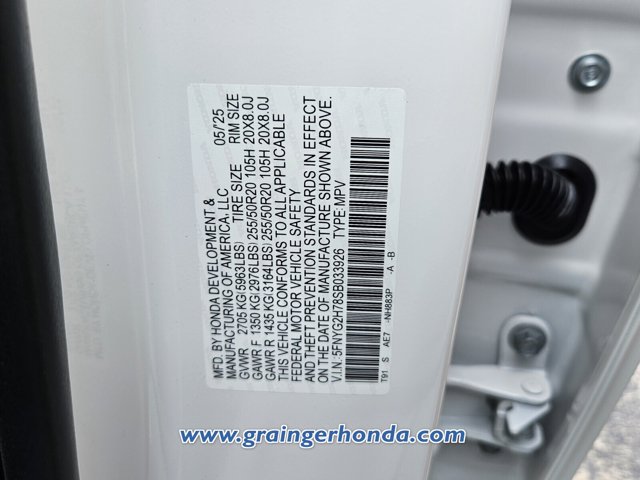 MFD. BY HONDA DEVELOPMENT & 05/'25
MANUFACTURING OF AMERICA, LLC
GVWR 2705 KG(5963LBS) TIRE SIZE RIM SIZE
GAWR F 1350 KG(2976LBS) 255/50R20 105H 20X8.0J
GAWR R 1435 KG(3164LBS) 255/50R20 105H 20X8.0J
THIS VEHICLE CONFORMS TO ALL APPLICABLE
FEDERAL MOTOR VEHICLE SAFETY
AND THEFT PREVENTION STANDARDS IN EFFECT
ON THE DATE OF MANUFACTURE SHOWN ABOVE.
V.I.N: 5FNYG2H76SB033926 TYPE: MPV
T91 S AE7 -NH883P -A -B
www.graingerhonda.com